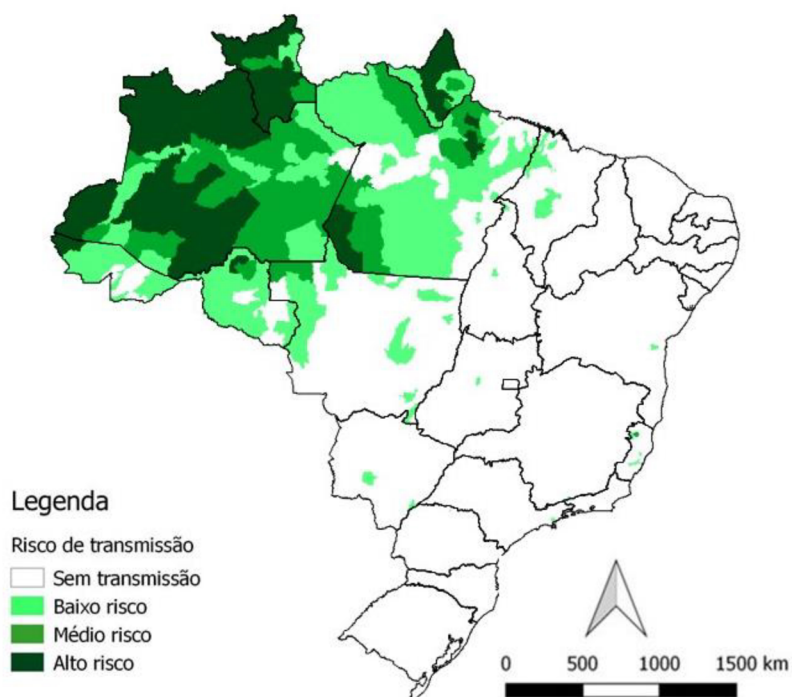 Legenda
Risco de transmissão
Sem transmissão
Baixo risco
Médio risco
Alto risco
0 500 1000 1500 km